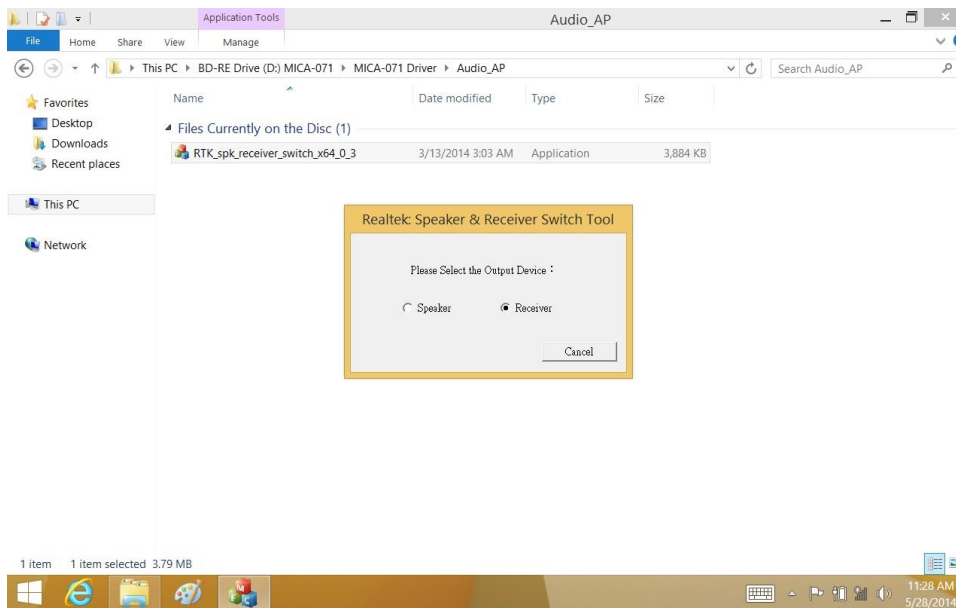 Application Tools
Audio_AP
File
Home
Share
View
Manage
This PC
BD-RE Drive (D:) MICA-071
MICA-071 Driver
Audio_AP
Search Audio_AP
Favorites
Desktop
Downloads
Recent places
This PC
Network
Name
Date modified
Type
Size
Files Currently on the Disc (1)
RTK_spk_receiver_switch_x64_0_3
3/13/2014 3:03 AM
Application
3,884 KB
Realtek: Speaker & Receiver Switch Tool
Please Select the Output Device :
Speaker
Receiver
Cancel
1 item
1 item selected 3.79 MB
11:28 AM
5/28/2014